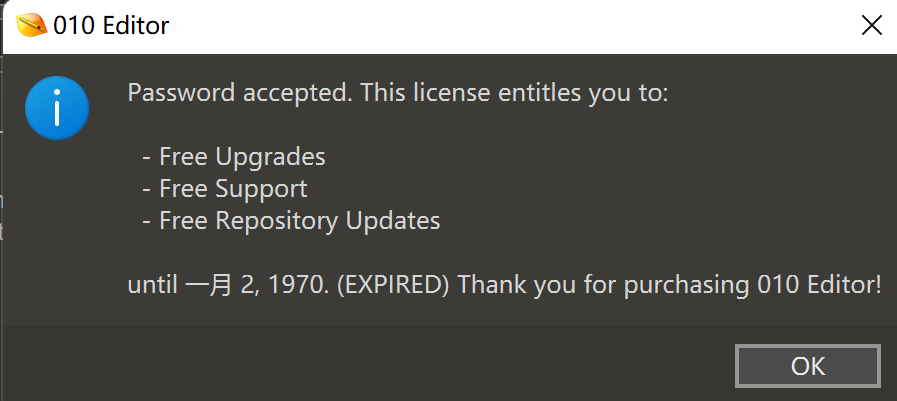 010 Editor
Password accepted. This license entitles you to:
- Free Upgrades
- Free Support
- Free Repository Updates
until 一月 2, 1970. (EXPIRED) Thank you for purchasing 010 Editor!
OK